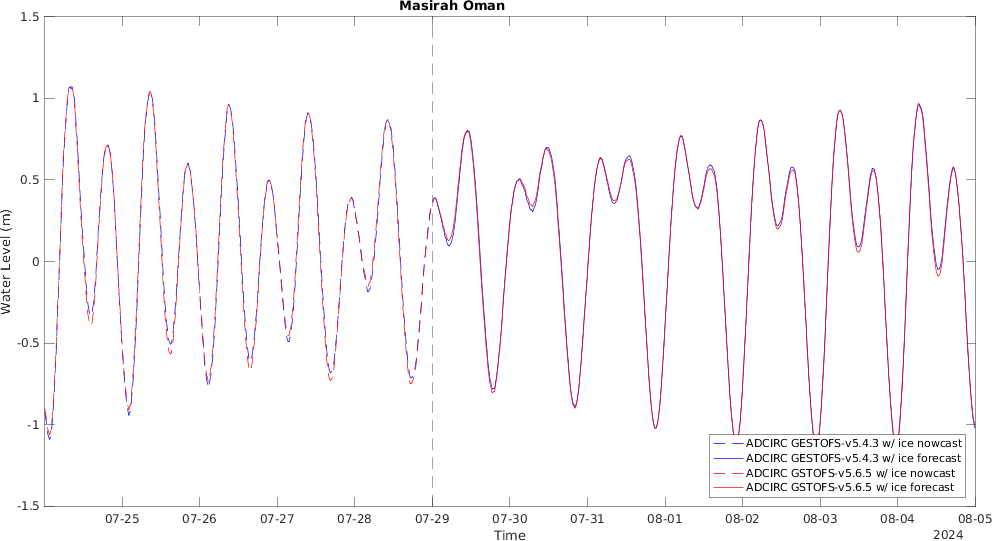 Masirah Oman
1.5
1
0.5
0
-0.5
-1
-1.5
Water Level (m)
ADCIRC GESTOFS-v5.4.3 w/ ice nowcast
ADCIRC GESTOFS-v5.4.3 w/ ice forecast
ADCIRC GSTOFS-v5.6.5 w/ ice nowcast
ADCIRC GSTOFS-v5.6.5 w/ ice forecast
07-25 07-26 07-27 07-28 07-29 07-30 07-31 08-01 08-02 08-03 08-04 08-05
Time
2024